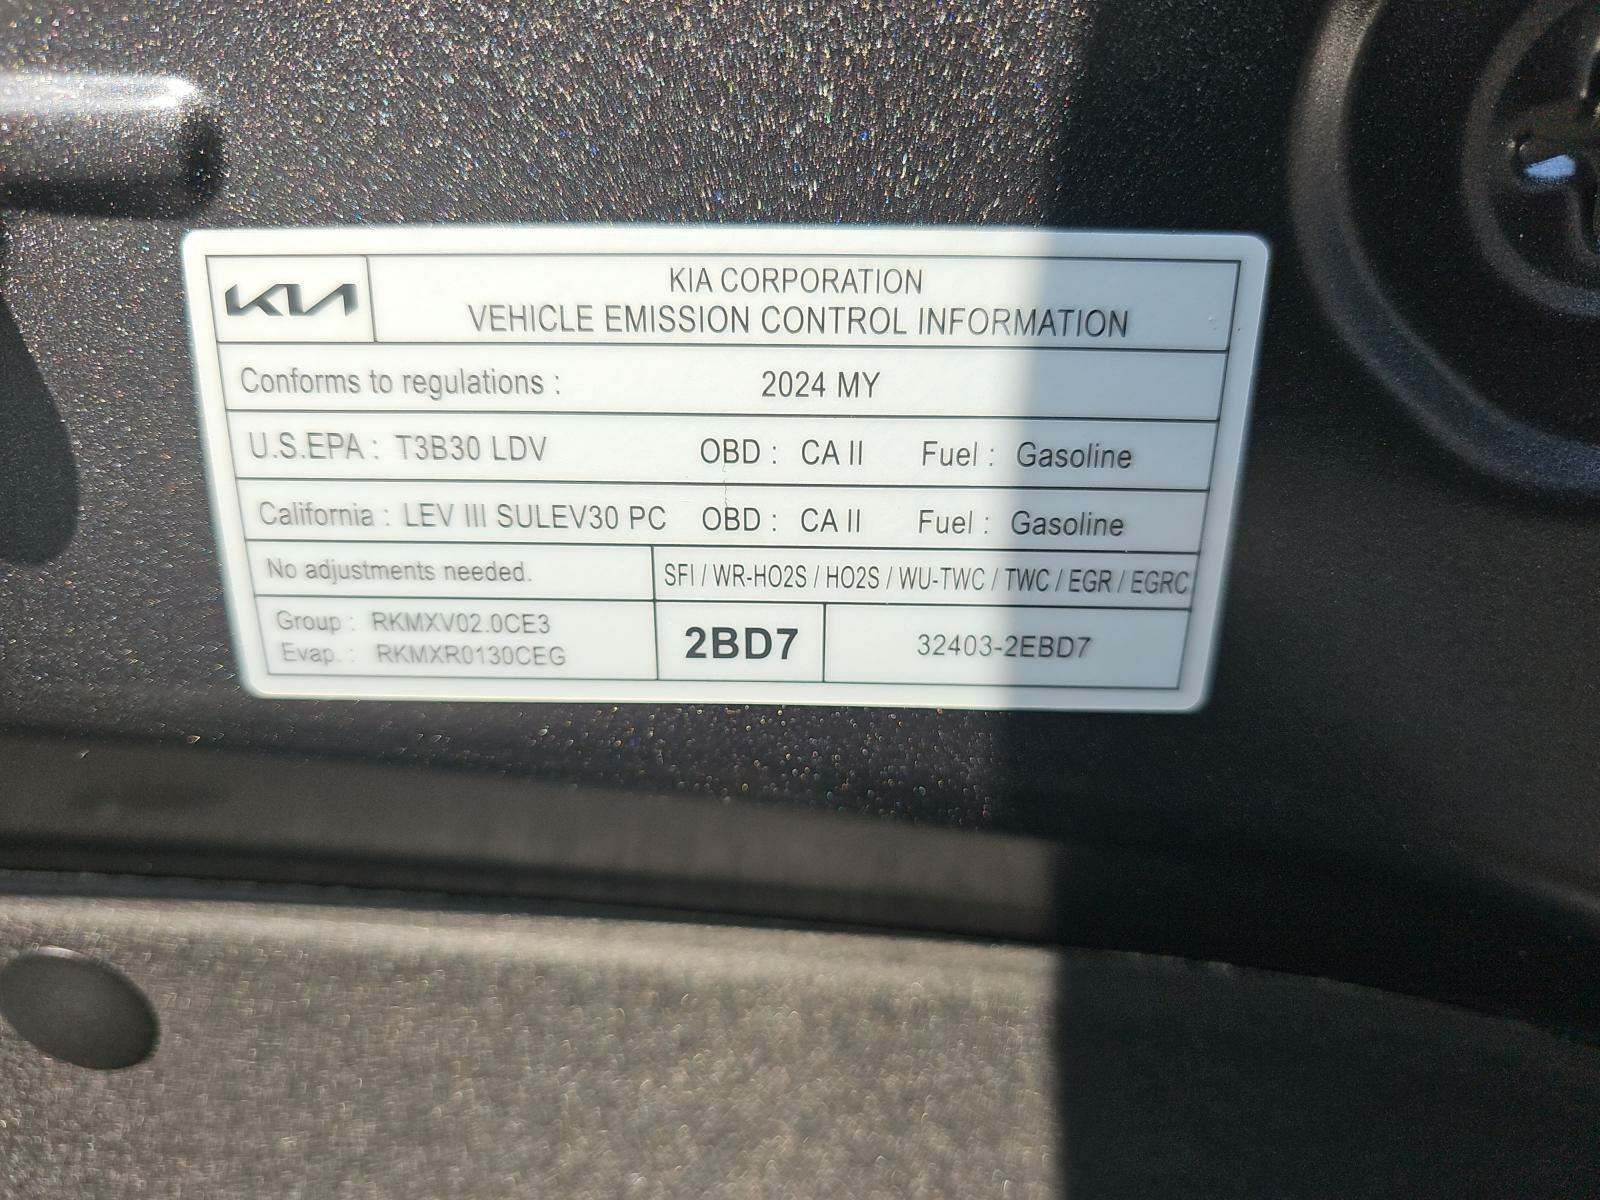 KIA
KIA CORPORATION
VEHICLE EMISSION CONTROL INFORMATION
Conforms to regulations : 2024 MY
U.S.EPA : T3B30 LDV OBD : CA II Fuel : Gasoline
California : LEV III SULEV30 PC OBD : CA II Fuel : Gasoline
No adjustments needed. SFI / WR-HO2S / HO2S / WU-TWC / TWC / EGR / EGRC
Group : RKMXV02.0CE3
Evap. : RKMXR0130CEG
2BD7
32403-2EBD7